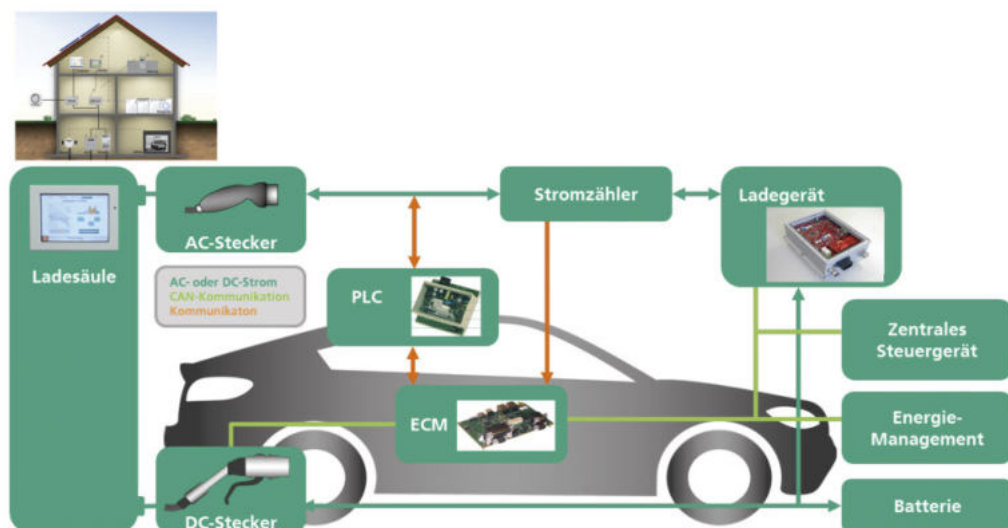 Stromzähler
Ladegerät
AC-Stecker
Ladesäule
AC- oder DC-Strom
CAN-Kommunikation
Kommunikaton
PLC
Zentrales
Steuergerät
ECM
Energie-
Management
DC-Stecker
Batterie